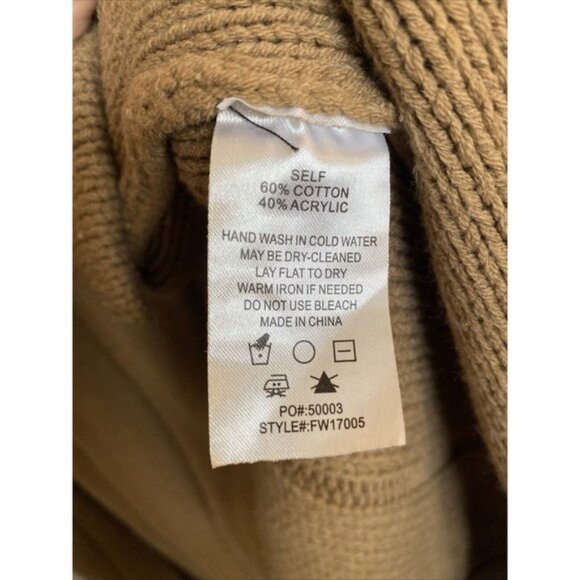 SELF
60% COTTON
40% ACRYLIC
HAND WASH IN COLD WATER
MAY BE DRY-CLEANED
LAY FLAT TO DRY
WARM IRON IF NEEDED
DO NOT USE BLEACH
MADE IN CHINA
PO#:50003
STYLE#:FW17005